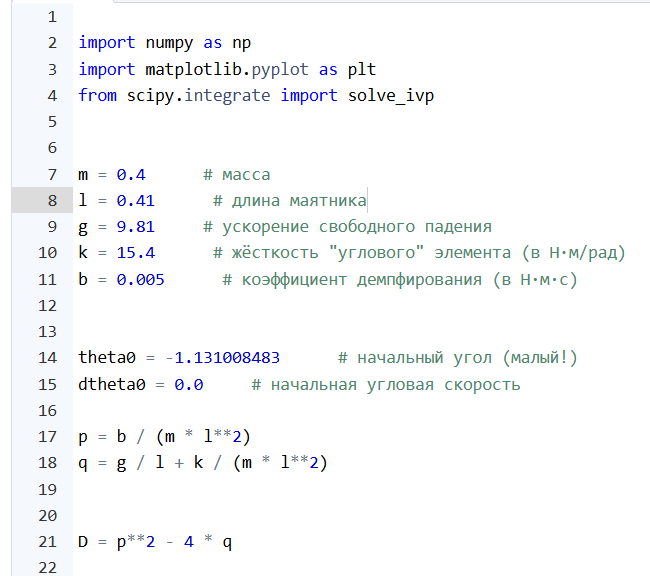 1
2 import numpy as np
3 import matplotlib.pyplot as plt
4 from scipy.integrate import solve_ivp
5
6
7 m = 0.4      # масса
8 l = 0.41      # длина маятника
9 g = 9.81     # ускорение свободного падения
10 k = 15.4      # жёсткость "углового" элемента (в Н·м/рад)
11 b = 0.005      # коэффициент демпфирования (в Н·м·с)
12
13
14 theta0 = -1.131008483      # начальный угол (малый!)
15 dtheta0 = 0.0     # начальная угловая скорость
16
17 p = b / (m * l**2)
18 q = g / l + k / (m * l**2)
19
20
21 D = p**2 - 4 * q
22